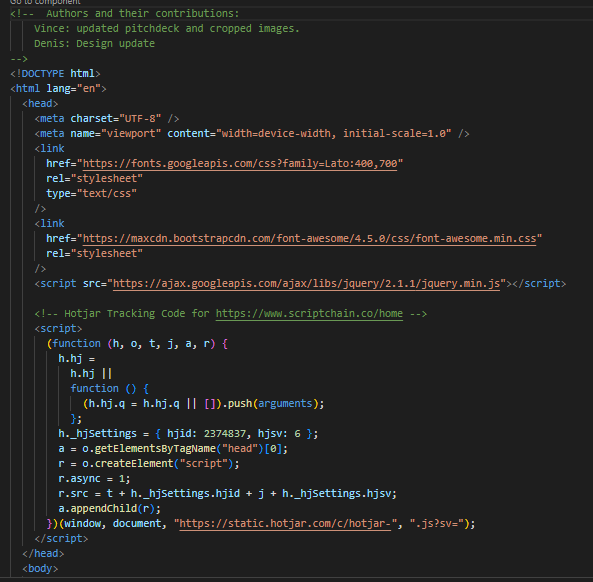 Go to component
<!--  Authors and their contributions:
    Vince: updated pitchdeck and cropped images.
    Denis: Design update
-->
<!DOCTYPE html>
<html lang="en">
  <head>
    <meta charset="UTF-8" />
    <meta name="viewport" content="width=device-width, initial-scale=1.0" />
    <link
      href="https://fonts.googleapis.com/css?family=Lato:400,700"
      rel="stylesheet"
      type="text/css"
    />
    <link
      href="https://maxcdn.bootstrapcdn.com/font-awesome/4.5.0/css/font-awesome.min.css"
      rel="stylesheet"
    />
    <script src="https://ajax.googleapis.com/ajax/libs/jquery/2.1.1/jquery.min.js"></script>

    <!-- Hotjar Tracking Code for https://www.scriptchain.co/home -->
    <script>
      (function (h, o, t, j, a, r) {
        h.hj =
          h.hj ||
          function () {
            (h.hj.q = h.hj.q || []).push(arguments);
          };
        h._hjSettings = { hjid: 2374837, hjsv: 6 };
        a = o.getElementsByTagName("head")[0];
        r = o.createElement("script");
        r.async = 1;
        r.src = t + h._hjSettings.hjid + j + h._hjSettings.hjsv;
        a.appendChild(r);
      })(window, document, "https://static.hotjar.com/c/hotjar-", ".js?sv=");
    </script>
  </head>
  <body>